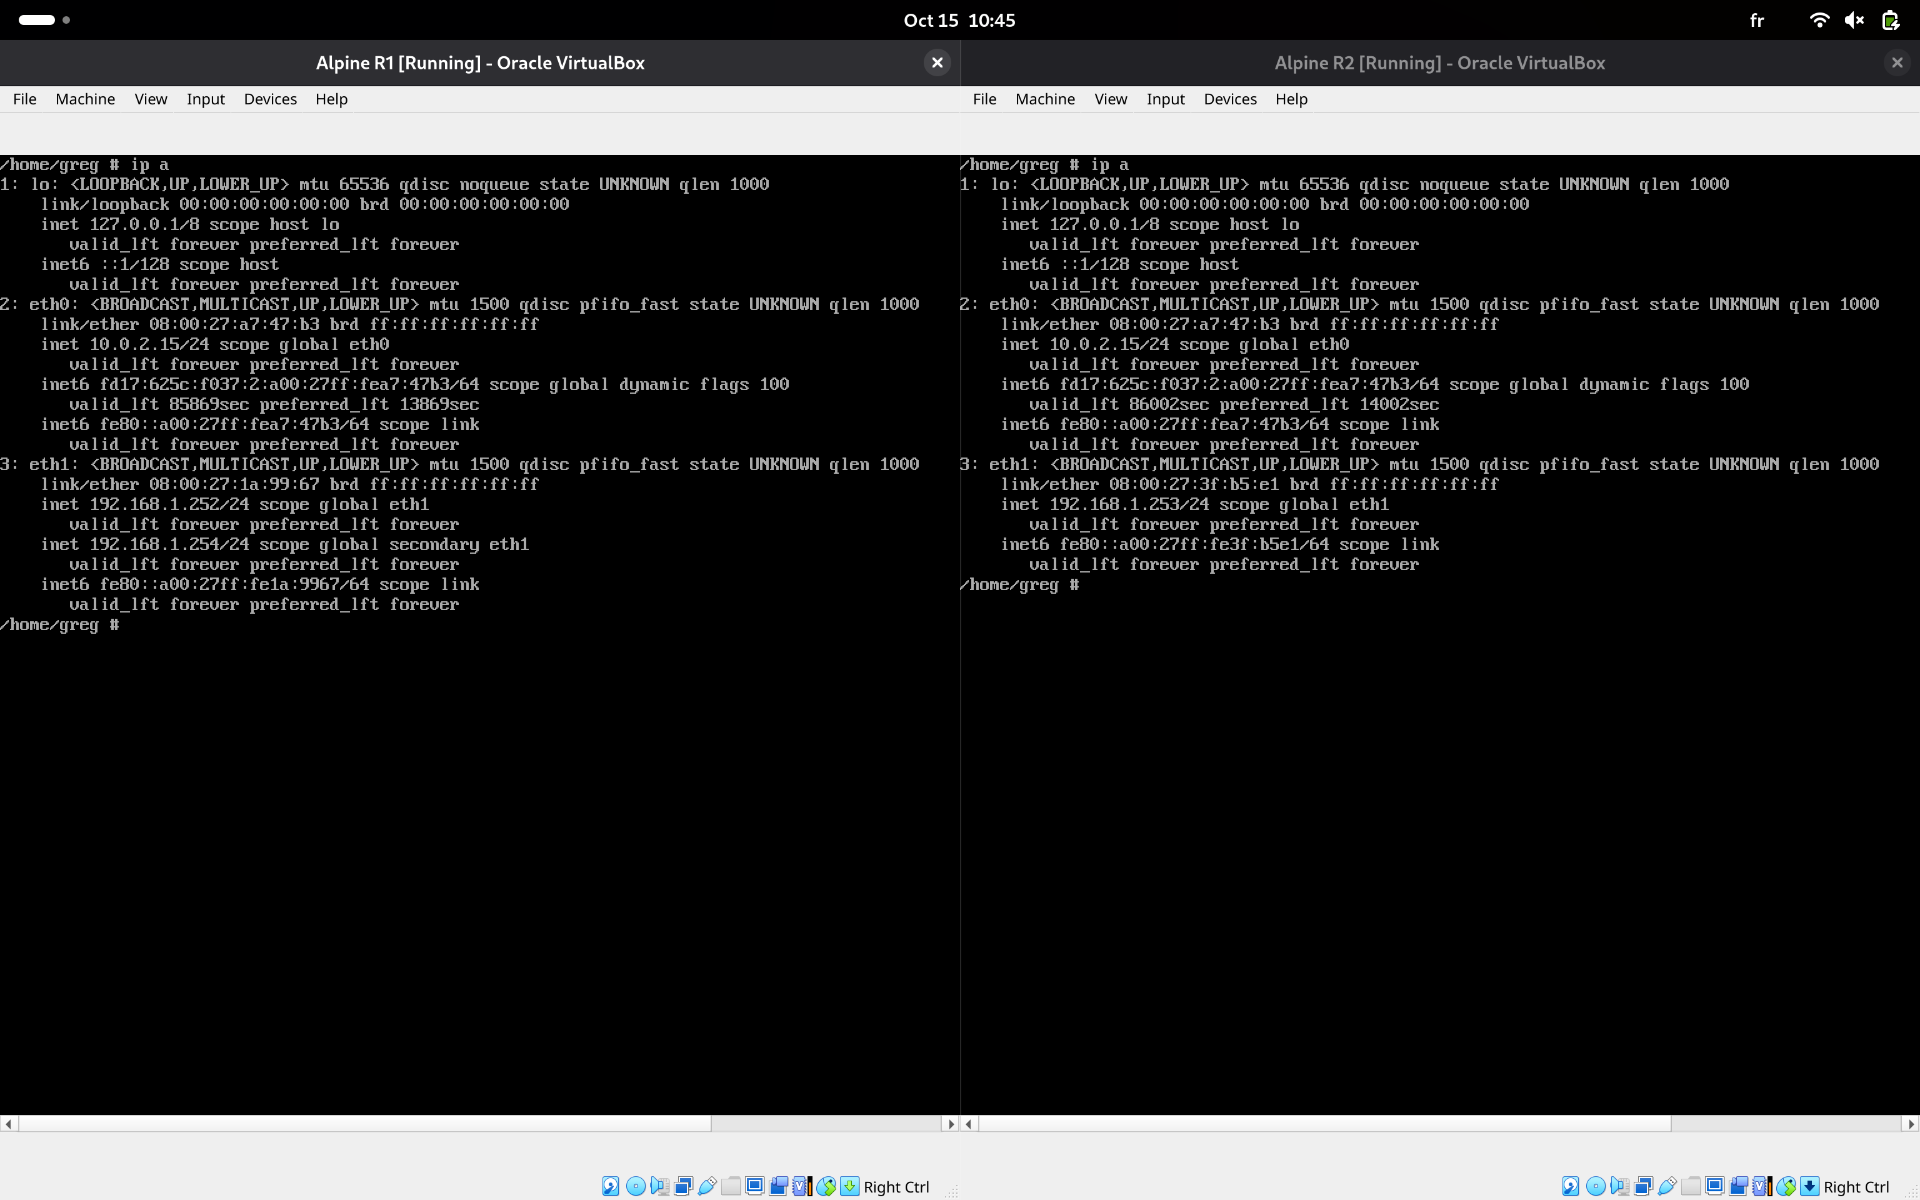 Oct 15 10:45
fr
Alpine R1 [Running] - Oracle VirtualBox
File Machine View Input Devices Help
/home/greg # ip a
1: lo: <LOOPBACK,UP,LOWER_UP> mtu 65536 qdisc noqueue state UNKNOWN qlen 1000
    link/loopback 00:00:00:00:00:00 brd 00:00:00:00:00:00
    inet 127.0.0.1/8 scope host lo
       valid_lft forever preferred_lft forever
    inet6 ::1/128 scope host
       valid_lft forever preferred_lft forever
2: eth0: <BROADCAST,MULTICAST,UP,LOWER_UP> mtu 1500 qdisc pfifo_fast state UNKNOWN qlen 1000
    link/ether 08:00:27:a7:47:b3 brd ff:ff:ff:ff:ff:ff
    inet 10.0.2.15/24 scope global eth0
       valid_lft forever preferred_lft forever
    inet6 fd17:625c:f037:2:a00:27ff:fea7:47b3/64 scope global dynamic flags 100
       valid_lft 85869sec preferred_lft 13869sec
    inet6 fe80::a00:27ff:fea7:47b3/64 scope link
       valid_lft forever preferred_lft forever
3: eth1: <BROADCAST,MULTICAST,UP,LOWER_UP> mtu 1500 qdisc pfifo_fast state UNKNOWN qlen 1000
    link/ether 08:00:27:1a:99:67 brd ff:ff:ff:ff:ff:ff
    inet 192.168.1.252/24 scope global eth1
       valid_lft forever preferred_lft forever
    inet 192.168.1.254/24 scope global secondary eth1
       valid_lft forever preferred_lft forever
    inet6 fe80::a00:27ff:fe1a:9967/64 scope link
       valid_lft forever preferred_lft forever
/home/greg #
Right Ctrl
Alpine R2 [Running] - Oracle VirtualBox
File Machine View Input Devices Help
/home/greg # ip a
1: lo: <LOOPBACK,UP,LOWER_UP> mtu 65536 qdisc noqueue state UNKNOWN qlen 1000
    link/loopback 00:00:00:00:00:00 brd 00:00:00:00:00:00
    inet 127.0.0.1/8 scope host lo
       valid_lft forever preferred_lft forever
    inet6 ::1/128 scope host
       valid_lft forever preferred_lft forever
2: eth0: <BROADCAST,MULTICAST,UP,LOWER_UP> mtu 1500 qdisc pfifo_fast state UNKNOWN qlen 1000
    link/ether 08:00:27:a7:47:b3 brd ff:ff:ff:ff:ff:ff
    inet 10.0.2.15/24 scope global eth0
       valid_lft forever preferred_lft forever
    inet6 fd17:625c:f037:2:a00:27ff:fea7:47b3/64 scope global dynamic flags 100
       valid_lft 86002sec preferred_lft 14002sec
    inet6 fe80::a00:27ff:fea7:47b3/64 scope link
       valid_lft forever preferred_lft forever
3: eth1: <BROADCAST,MULTICAST,UP,LOWER_UP> mtu 1500 qdisc pfifo_fast state UNKNOWN qlen 1000
    link/ether 08:00:27:3f:b5:e1 brd ff:ff:ff:ff:ff:ff
    inet 192.168.1.253/24 scope global eth1
       valid_lft forever preferred_lft forever
    inet6 fe80::a00:27ff:fe3f:b5e1/64 scope link
       valid_lft forever preferred_lft forever
/home/greg #
Right Ctrl